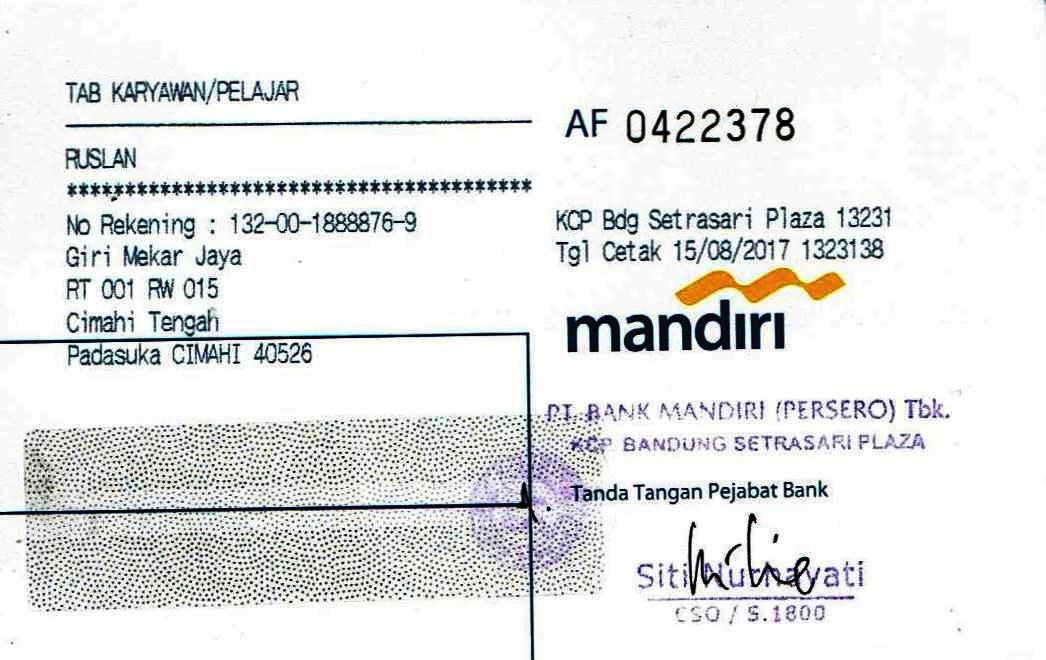 TAB KARYAWAN/PELAJAR
RUSLAN
****************************************
No Rekening : 132-00-1888876-9
Giri Mekar Jaya
RT 001 RW 015
Cimahi Tengah
Padasuka CIMAHI 40526
AF 0422378
KCP Bdg Setrasari Plaza 13231
Tgl Cetak 15/08/2017 1323138
mandiri
PT. BANK MANDIRI (PERSERO) Tbk.
KCP BANDUNG SETRASARI PLAZA
Tanda Tangan Pejabat Bank
Siti
CSO / S.1800